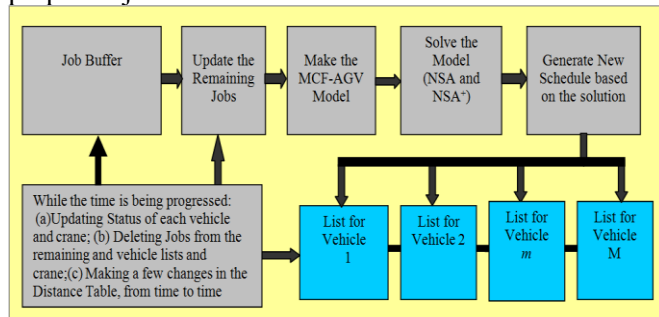 Job Buffer
Update the
Remaining
Jobs
Make the
MCF-AGV
Model
Solve the
Model
(NSA and
NSA+)
Generate New
Schedule based
on the solution
While the time is being progressed:
(a)Updating Status of each vehicle
and crane; (b) Deleting Jobs from the
remaining and vehicle lists and
crane;(c) Making a few changes in the
Distance Table, from time to time
List for
Vehicle
1
List for
Vehicle 2
List for
Vehicle
m
List for
Vehicle
M